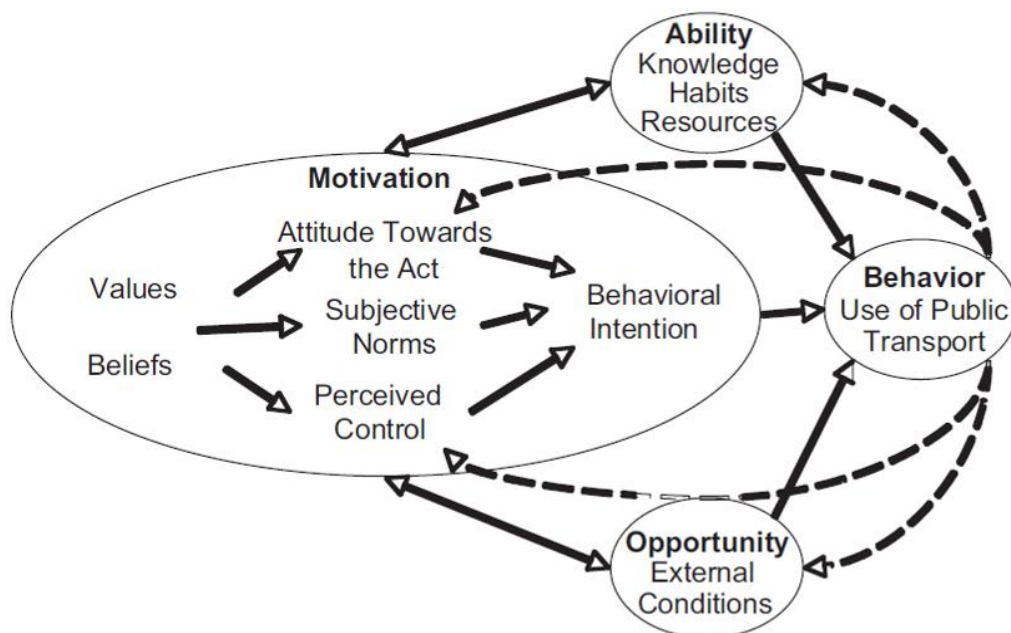 Ability
Knowledge
Habits
Resources
Motivation
Attitude Towards
the Act
Values
Subjective
Norms
Beliefs
Perceived
Control
Behavioral
Intention
Behavior
Use of Public
Transport
Opportunity
External
Conditions